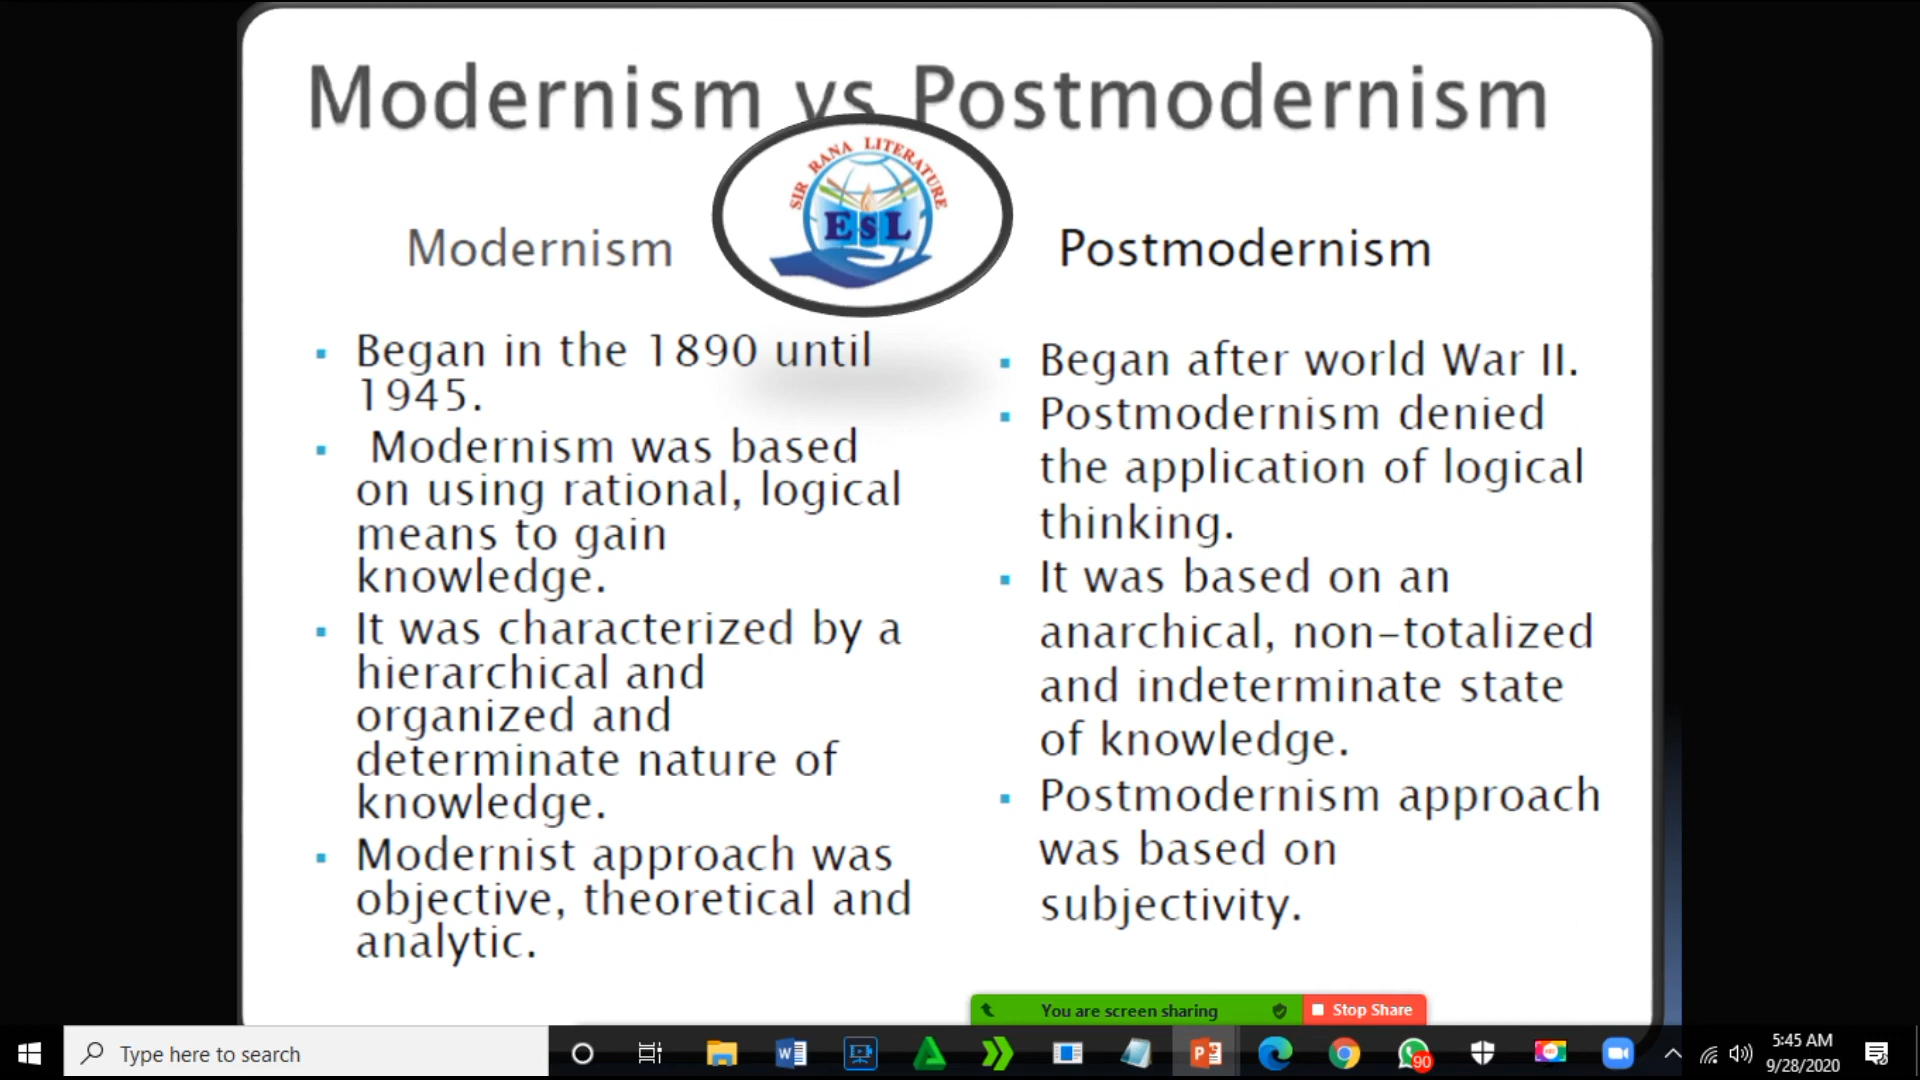 Modernism vs Postmodernism
SIR RANA LITERATURE
ESL
Modernism
Began in the 1890 until
1945.
Modernism was based
on using rational, logical
means to gain
knowledge.
It was characterized by a
hierarchical and
organized and
determinate nature of
knowledge.
Modernist approach was
objective, theoretical and
analytic.
Postmodernism
Began after world War II.
Postmodernism denied
the application of logical
thinking.
It was based on an
anarchical, non-totalized
and indeterminate state
of knowledge.
Postmodernism approach
was based on
subjectivity.
You are screen sharing
Stop Share
Type here to search
90
5:45 AM
9/28/2020